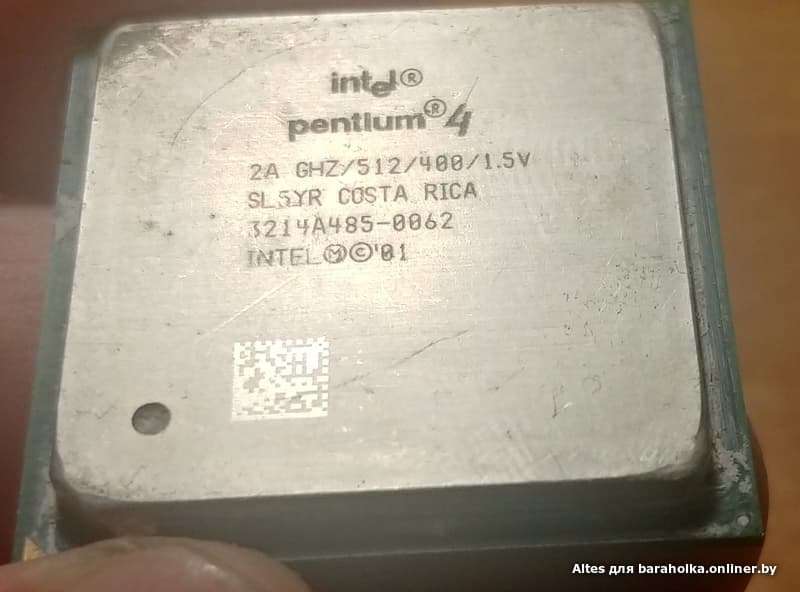 intel®
pentium® 4
2A GHZ/512/400/1.5V
SL5YR COSTA RICA
3214A485-0062
INTELⓂ©'01
Altes для baraholka.onliner.by